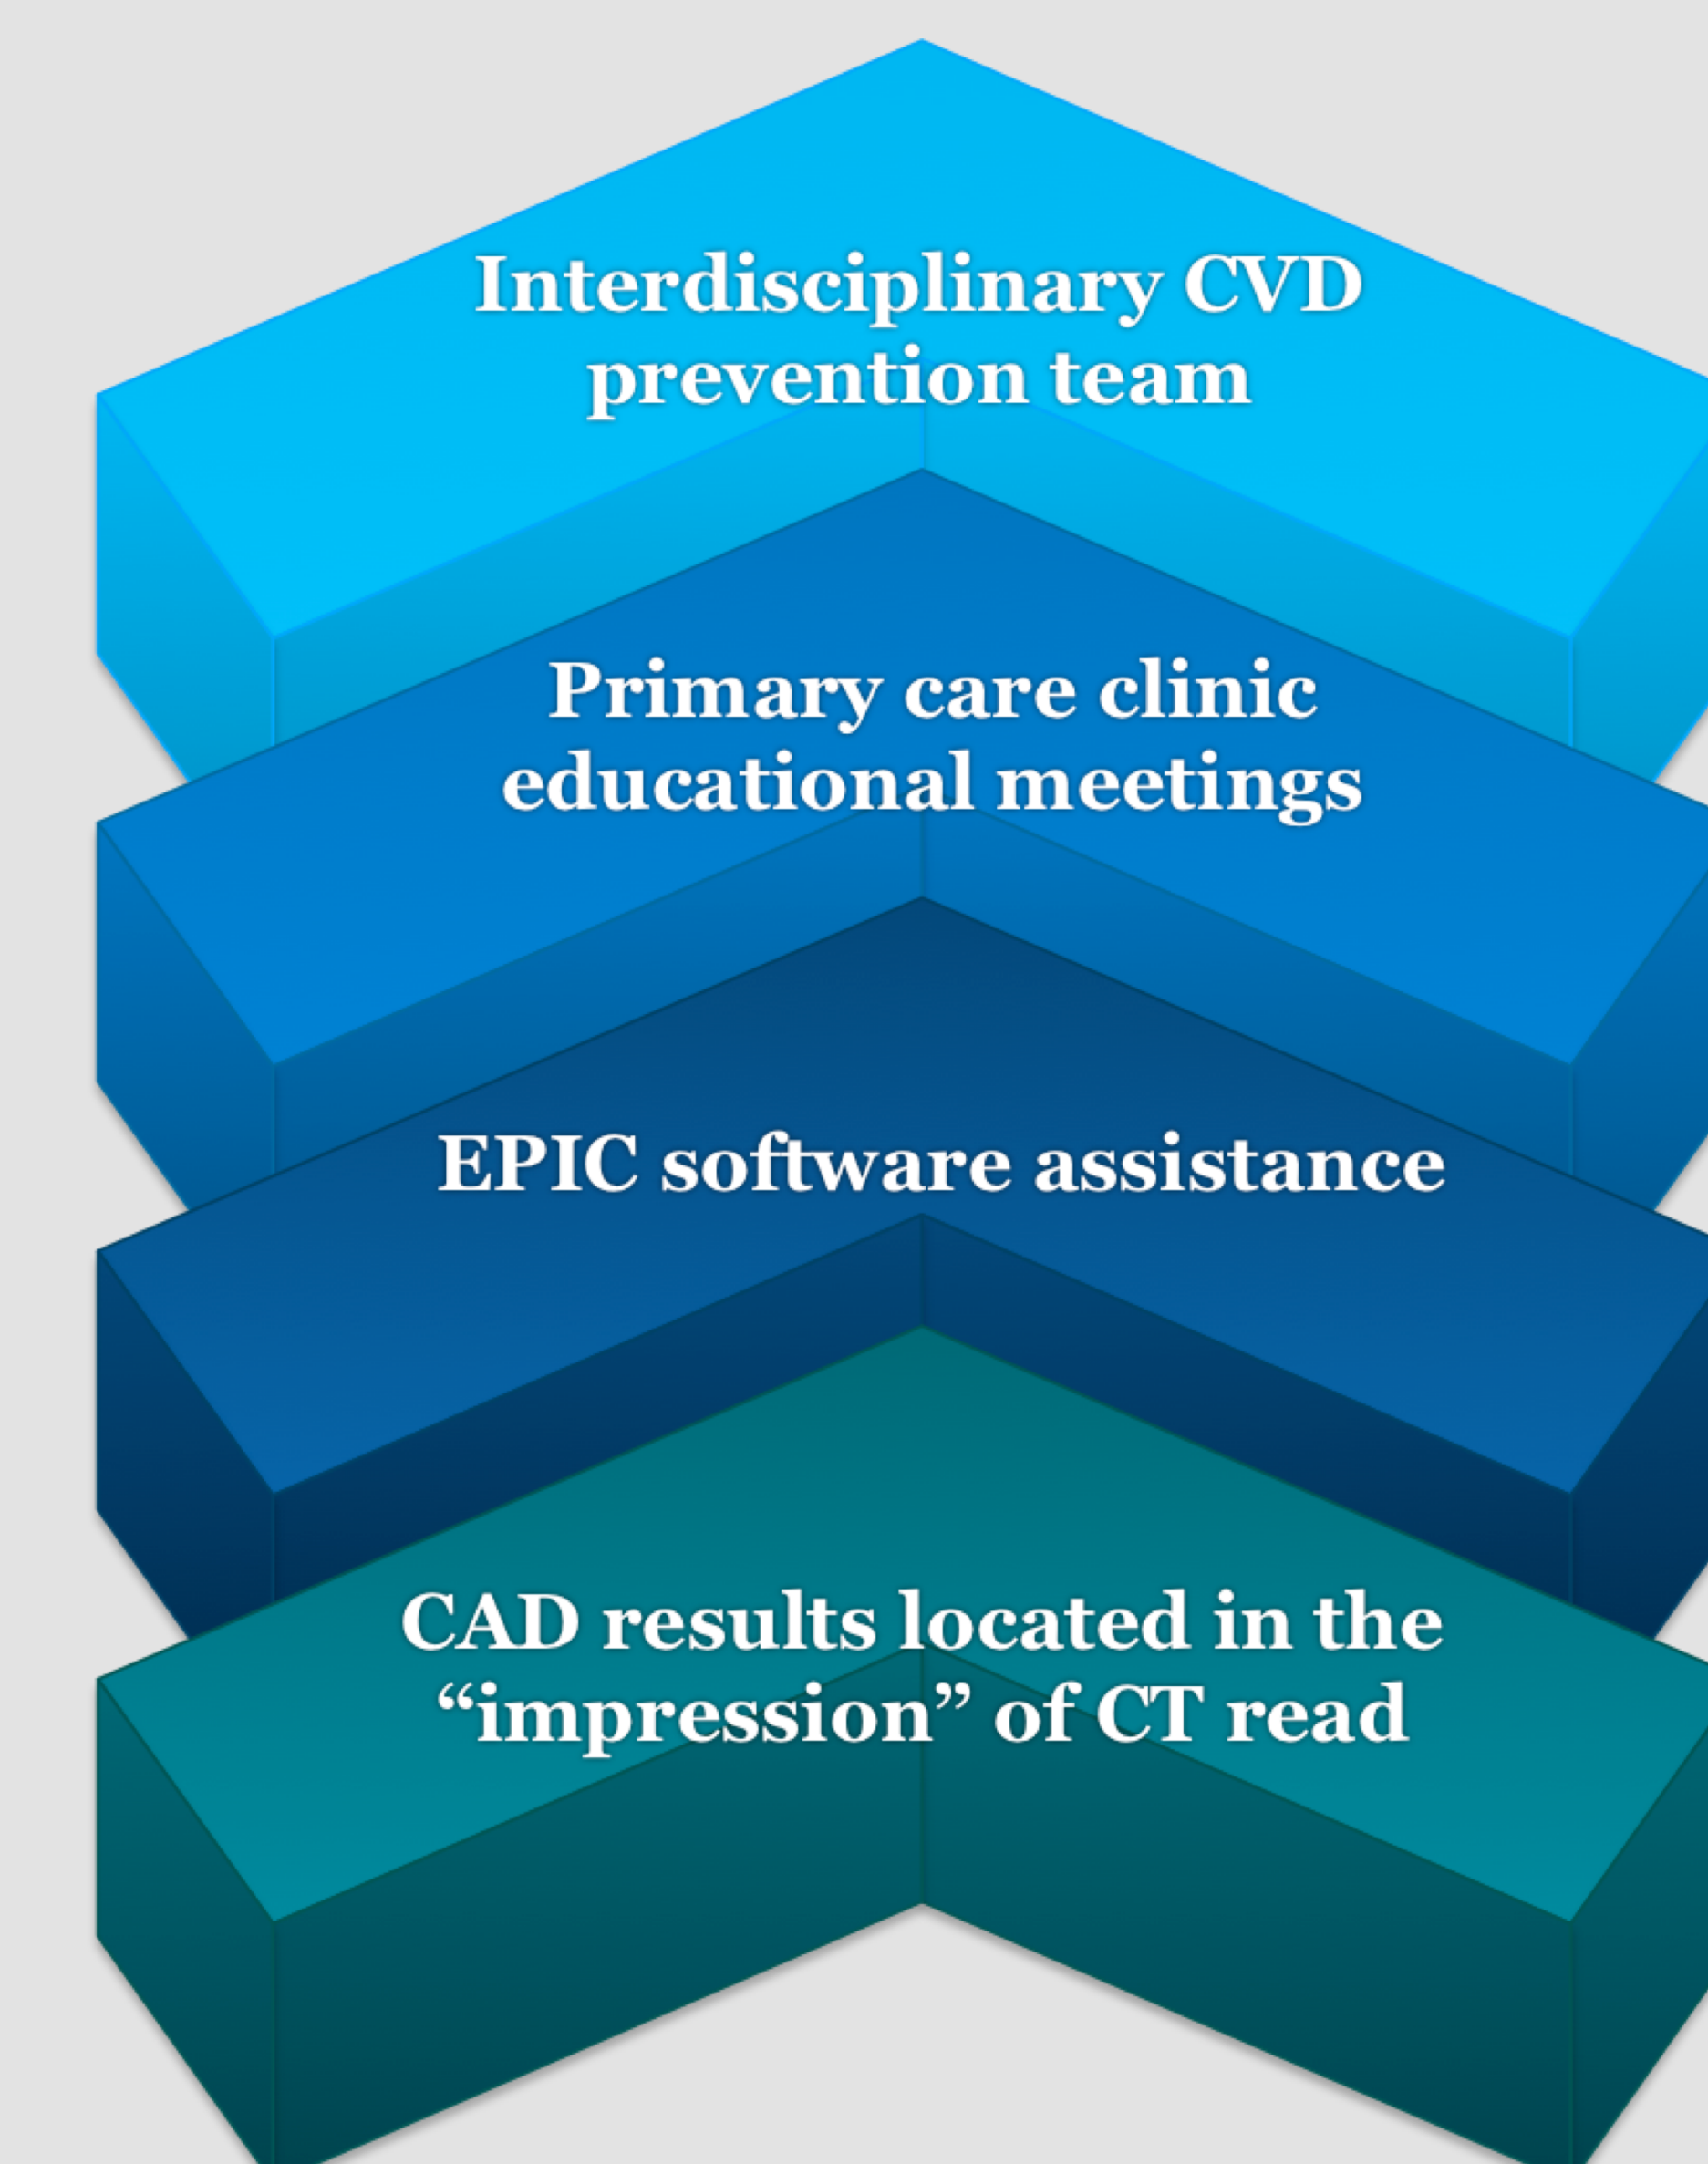 Interdisciplinary CVD
prevention team
Primary care clinic
educational meetings
EPIC software assistance
CAD results located in the
“impression” of CT read